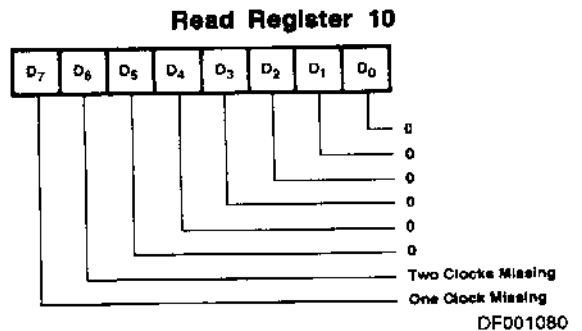 Read Register 10
D7 D6 D5 D4 D3 D2 D1 D0
0
0
0
0
0
0
Two Clocks Missing
One Clock Missing
DF001080